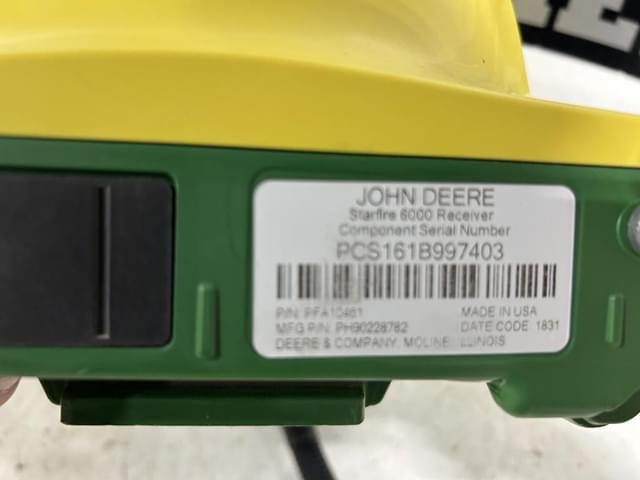 JOHN DEERE
Starfire 6000 Receiver
Component Serial Number
PCS161B997403
P/N: PFA10461 MADE IN USA
MFG P/N: PH90228782 DATE CODE 1831
DEERE & COMPANY, MOLINE ILLINOIS